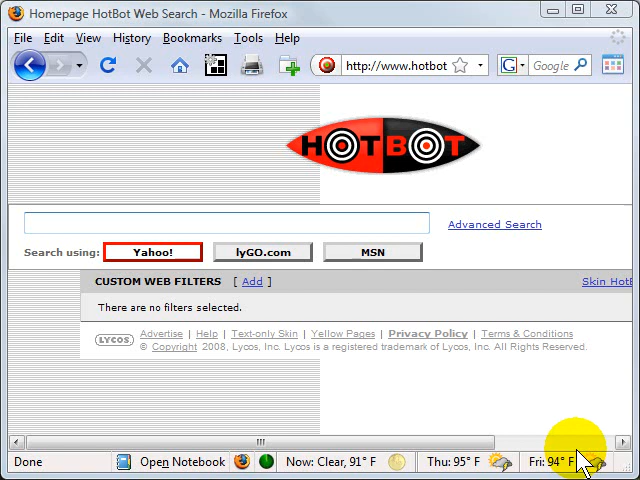 Homepage HotBot Web Search - Mozilla Firefox
File Edit View History Bookmarks Tools Help
http://www.hotbot G Google
HOTBOT
Advanced Search
Search using: Yahoo! lyGO.com MSN
CUSTOM WEB FILTERS [ Add ] Skin HotB
There are no filters selected.
LYCOS Advertise | Help | Text-only Skin | Yellow Pages | Privacy Policy | Terms & Conditions
© Copyright 2008, Lycos, Inc. Lycos is a registered trademark of Lycos, Inc. All Rights Reserved.
Done Open Notebook Now: Clear, 91° F Thu: 95° F Fri: 94° F